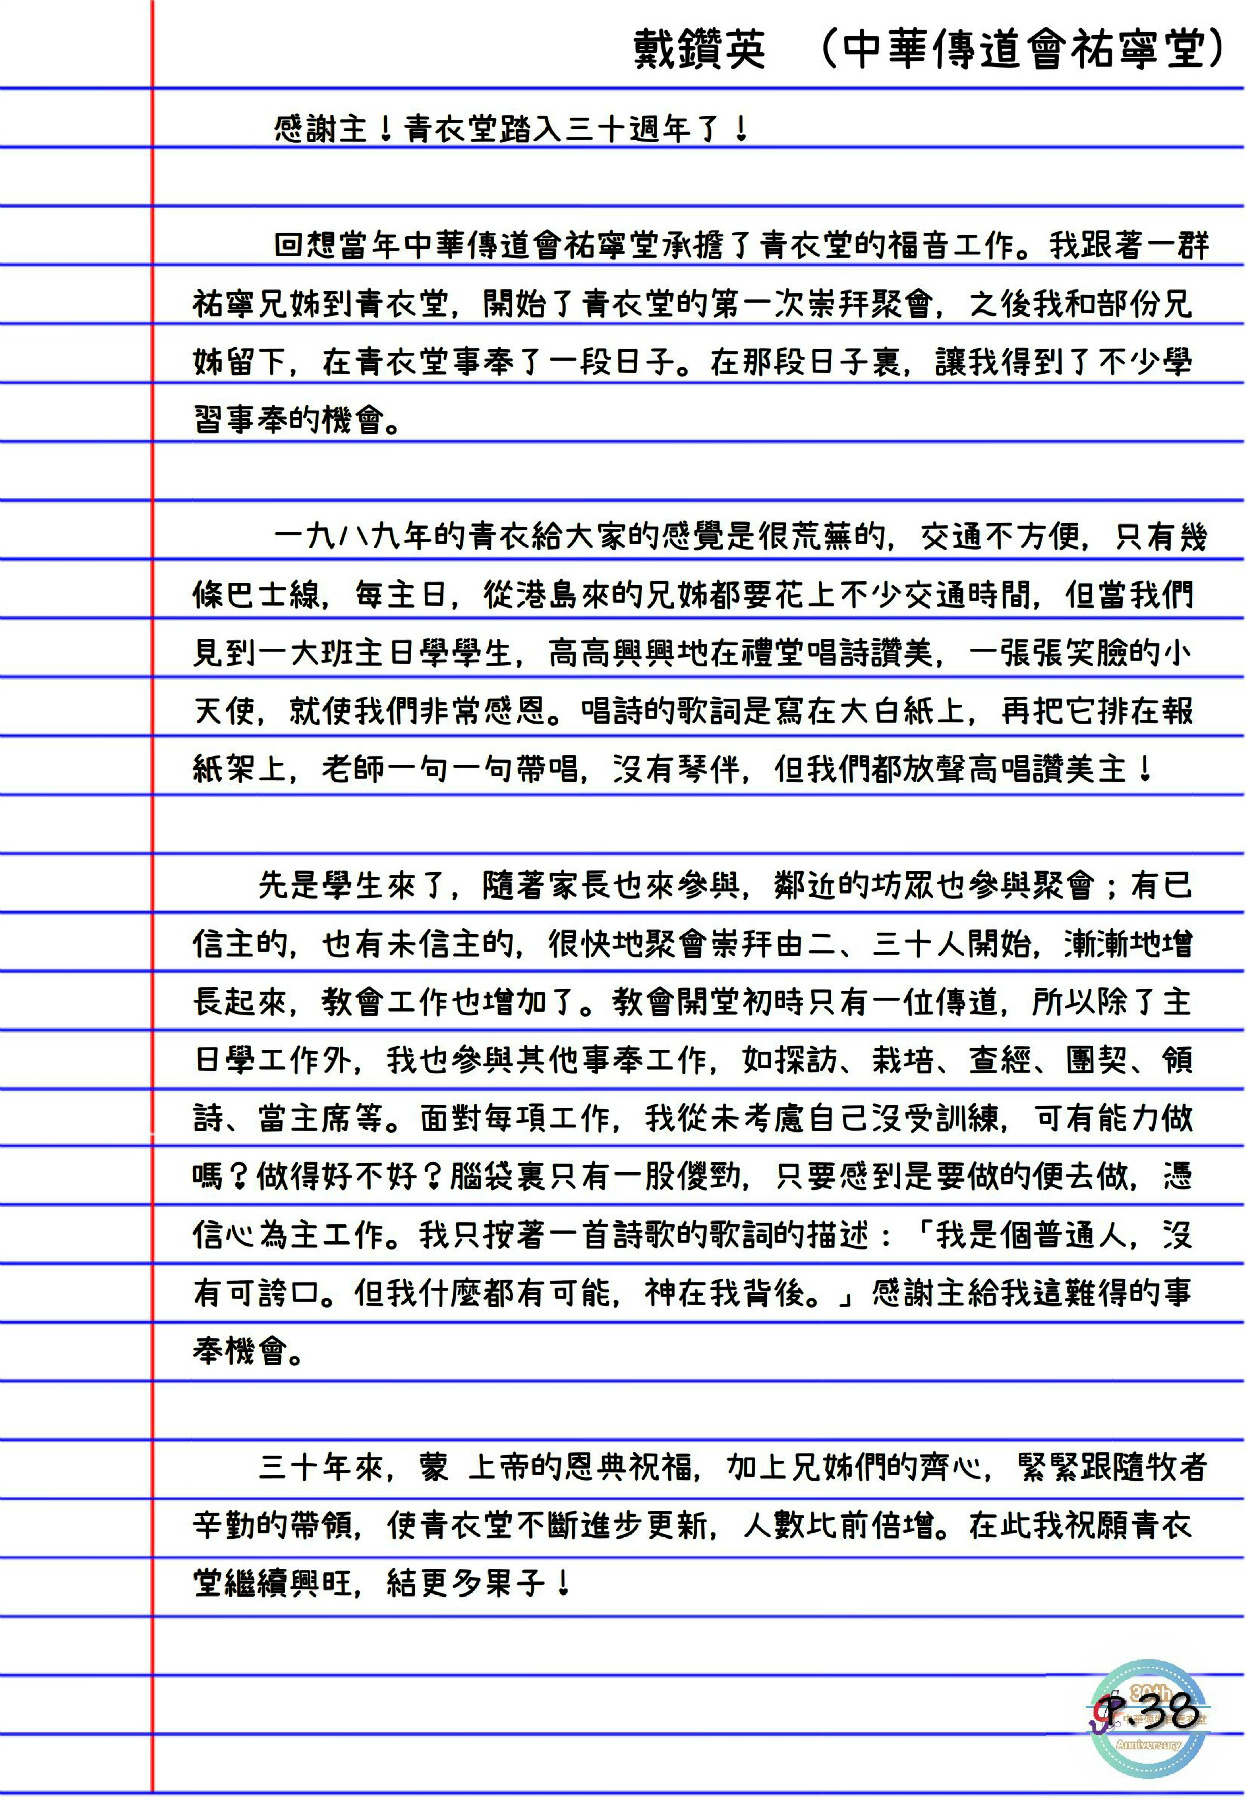 戴鑽英 （中華傳道會祐寧堂）
感謝主！青衣堂踏入三十週年了！
回想當年中華傳道會祐寧堂承擔了青衣堂的福音工作。我跟著一群
祐寧兄姊到青衣堂，開始了青衣堂的第一次崇拜聚會，之後我和部份兄
姊留下，在青衣堂事奉了一段日子。在那段日子裏，讓我得到了不少學
習事奉的機會。
一九八九年的青衣給大家的感覺是很荒蕪的，交通不方便，只有幾
條巴士線，每主日，從港島來的兄姊都要花上不少交通時間，但當我們
見到一大班主日學學生，高高興興地在禮堂唱詩讚美，一張張笑臉的小
天使，就使我們非常感恩。唱詩的歌詞是寫在大白紙上，再把它排在報
紙架上，老師一句一句帶唱，沒有琴伴，但我們都放聲高唱讚美主！
先是學生來了，隨著家長也來參與，鄰近的坊眾也參與聚會；有已
信主的，也有未信主的，很快地聚會崇拜由二、三十人開始，漸漸地增
長起來，教會工作也增加了。教會開堂初時只有一位傳道，所以除了主
日學工作外，我也參與其他事奉工作，如探訪、栽培、查經、團契、領
詩、當主席等。面對每項工作，我從未考慮自己沒受訓練，可有能力做
嗎？做得好不好？腦袋裏只有一股儍勁，只要感到是要做的便去做，憑
信心為主工作。我只按著一首詩歌的歌詞的描述：「我是個普通人，沒
有可誇口。但我什麼都有可能，神在我背後。」感謝主給我這難得的事
奉機會。
三十年來，蒙 上帝的恩典祝福，加上兄姊們的齊心，緊緊跟隨牧者
辛勤的帶領，使青衣堂不斷進步更新，人數比前倍增。在此我祝願青衣
堂繼續興旺，結更多果子！
30th
P.38
Anniversary